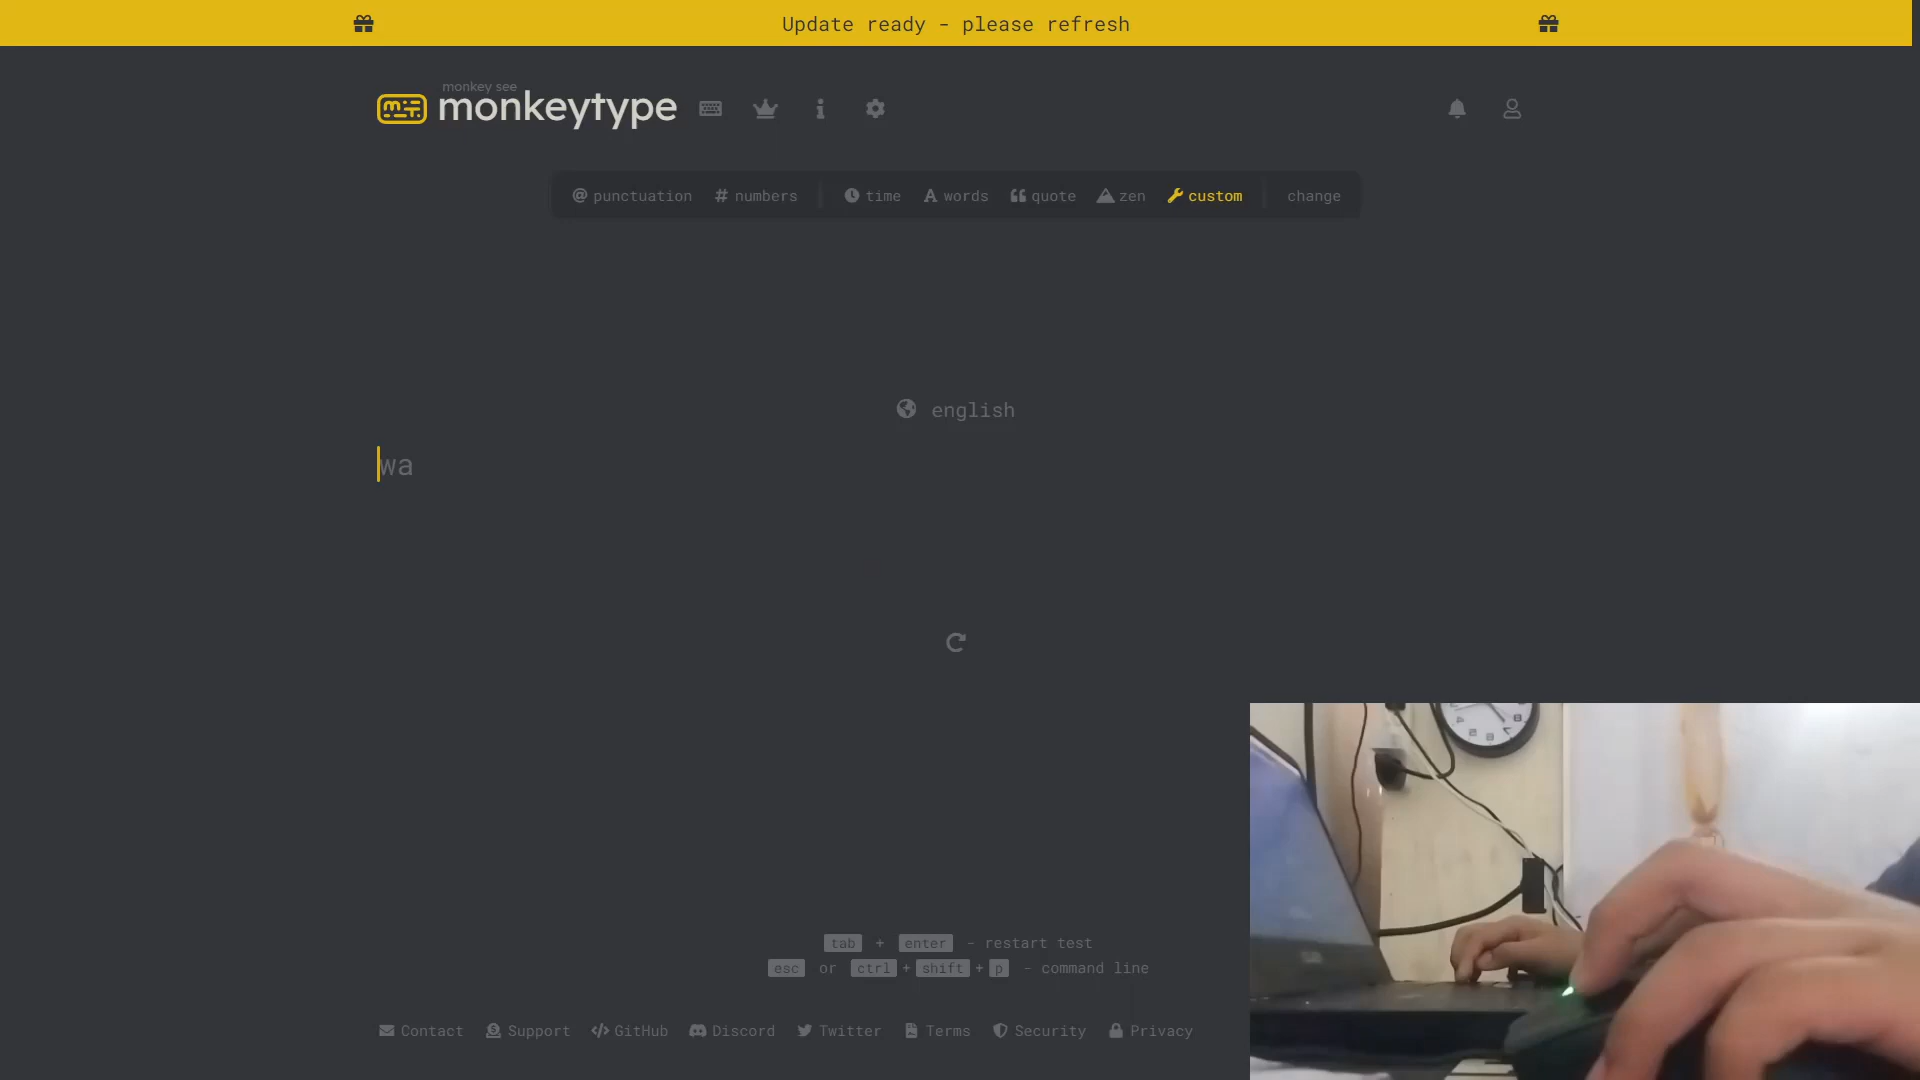 Update ready - please refresh
monkey see
monkeytype
punctuation numbers time words quote zen custom change
english
wa
tab + enter - restart test
esc or ctrl + shift + p - command line
Contact Support GitHub Discord Twitter Terms Security Privacy